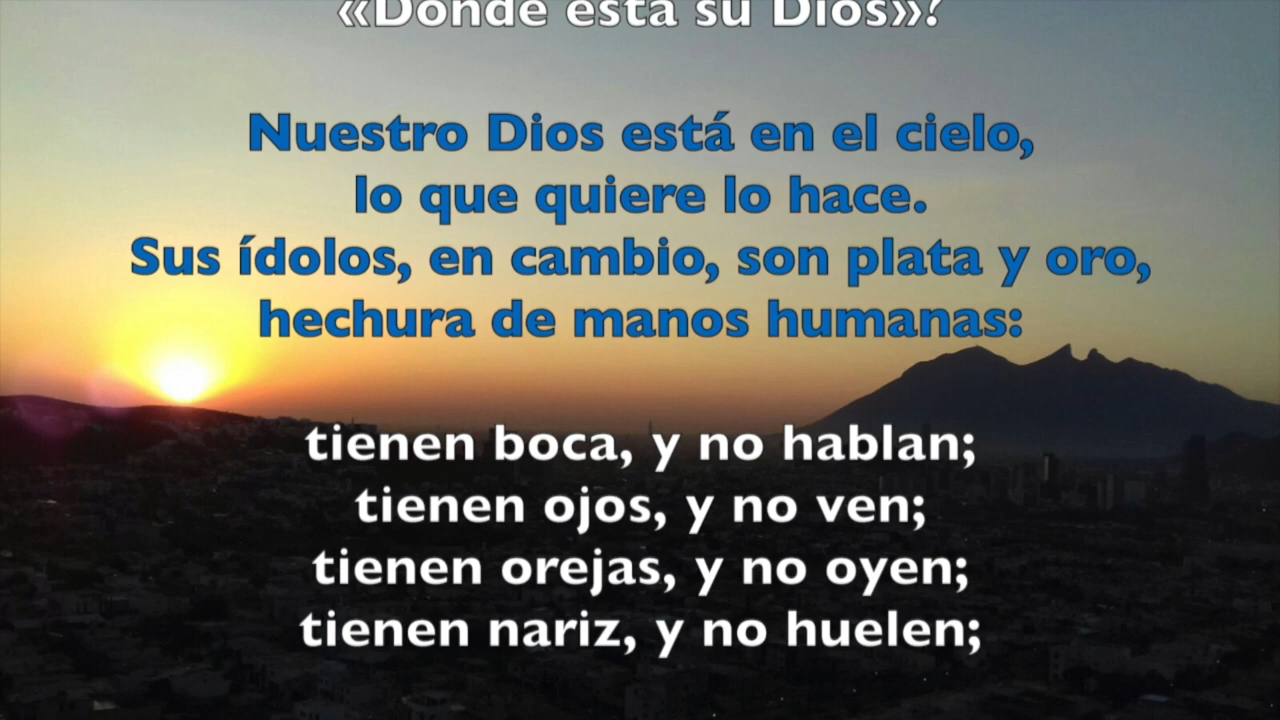 «Dónde está su Dios»?
Nuestro Dios está en el cielo,
lo que quiere lo hace.
Sus ídolos, en cambio, son plata y oro,
hechura de manos humanas:
tienen boca, y no hablan;
tienen ojos, y no ven;
tienen orejas, y no oyen;
tienen nariz, y no huelen;